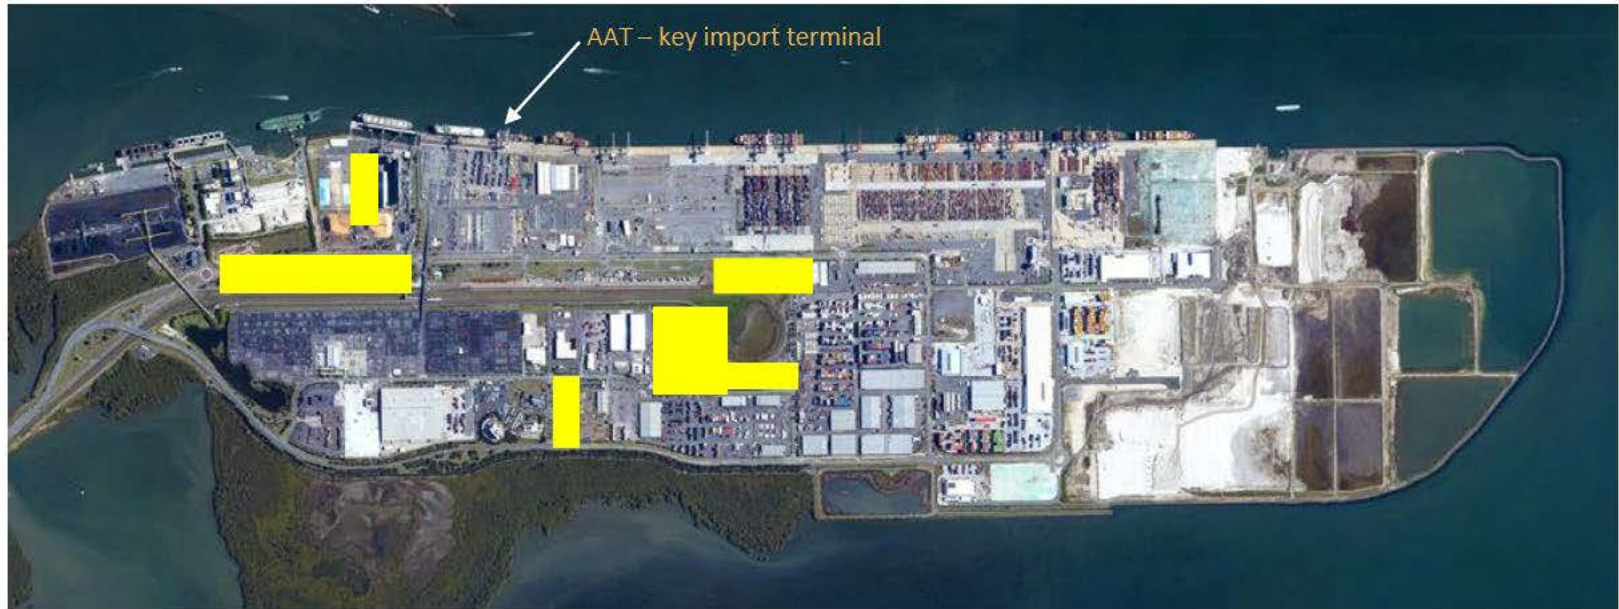 AAT – key import terminal